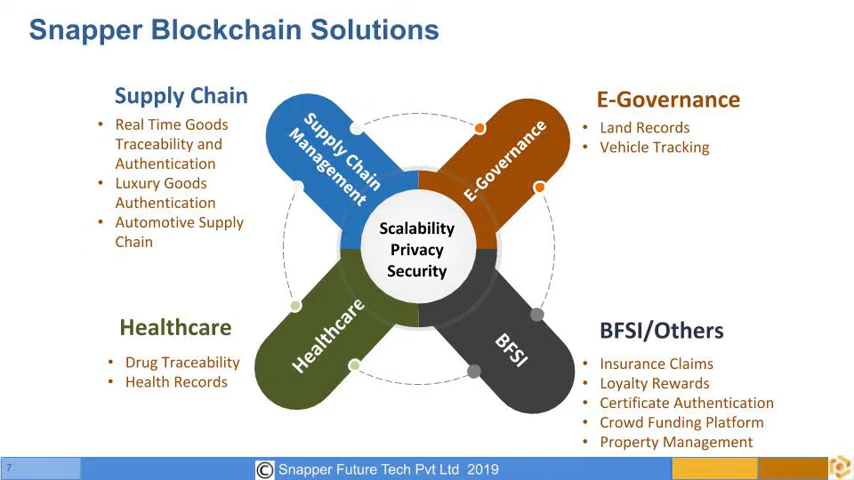 Snapper Blockchain Solutions
Supply Chain
• Real Time Goods
Traceability and
Authentication
• Luxury Goods
Authentication
• Automotive Supply
Chain
E-Governance
• Land Records
• Vehicle Tracking
Supply Chain
Management
E-Governance
Scalability
Privacy
Security
Healthcare
BFSI
Healthcare
• Drug Traceability
• Health Records
BFSI/Others
• Insurance Claims
• Loyalty Rewards
• Certificate Authentication
• Crowd Funding Platform
• Property Management
7
© Snapper Future Tech Pvt Ltd 2019